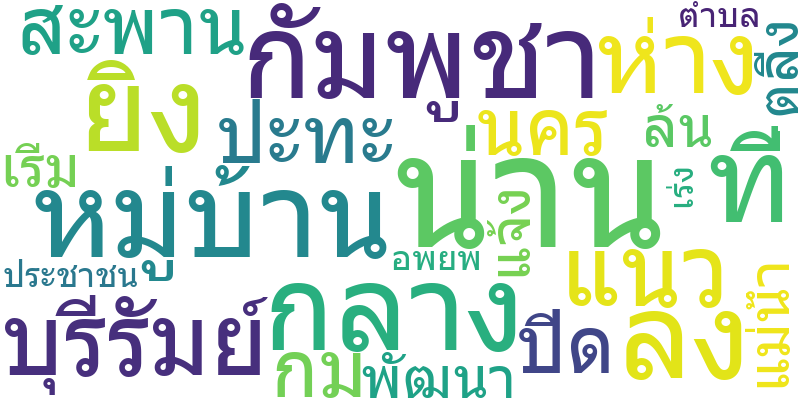 สะพาน
กัมพูชา
ห่าง
ตำบล
ตลิ่ง
ยิง
ปะทะ
นคร
ล้น
เริ่ม
หมู่บ้าน
น่าน
เร่ง
ที่
ประชาชน
อพยพ
แล้ง
แนว
บุรีรัมย์
กลาง
ปิด
ลง
แม่น้ำ
กม
พัฒนา